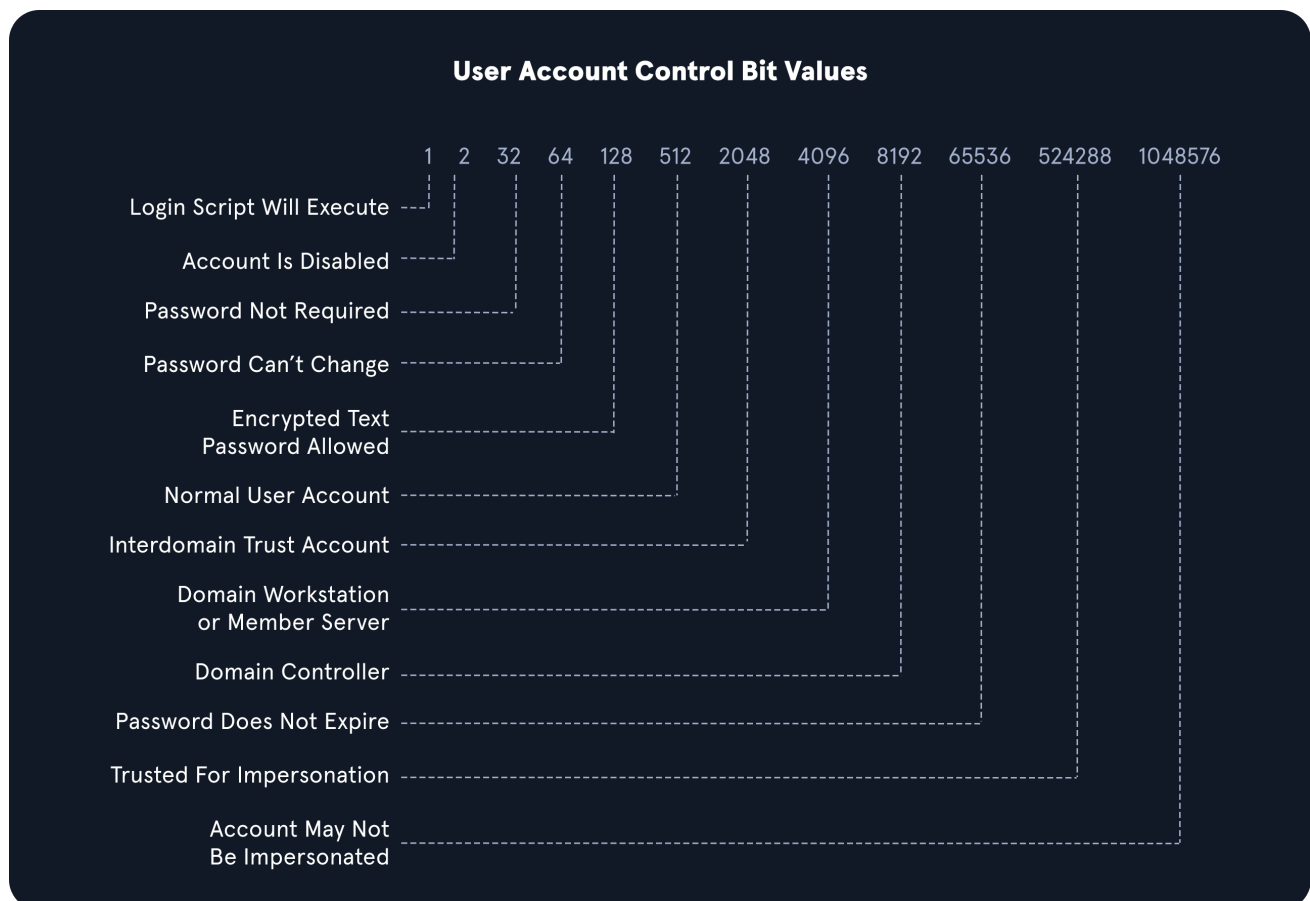 User Account Control Bit Values
1 2 32 64 128 512 2048 4096 8192 65536 524288 1048576
Login Script Will Execute
Account Is Disabled
Password Not Required
Password Can’t Change
Encrypted Text
Password Allowed
Normal User Account
Interdomain Trust Account
Domain Workstation
or Member Server
Domain Controller
Password Does Not Expire
Trusted For Impersonation
Account May Not
Be Impersonated